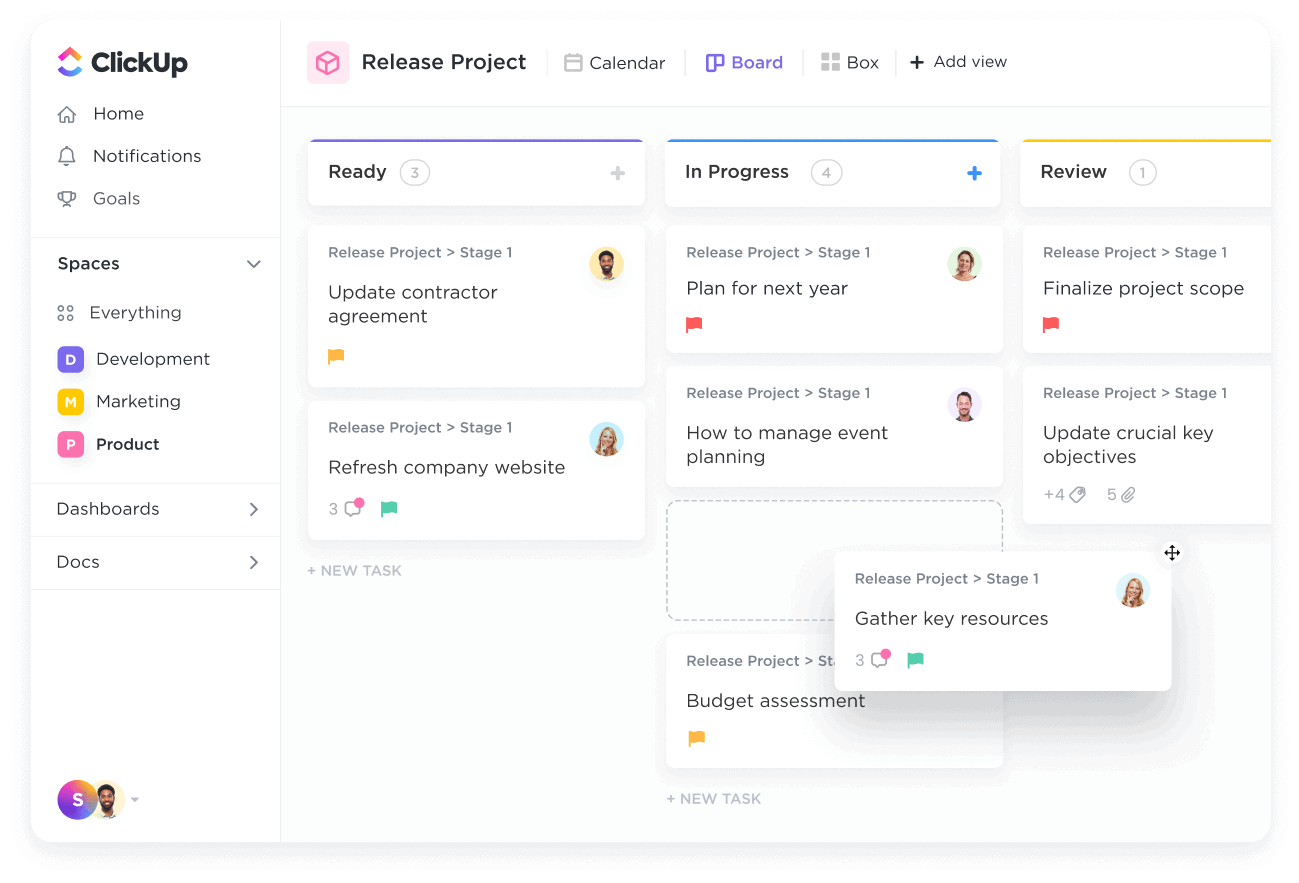 ClickUp
Home
Notifications
Goals
Spaces
Everything
D Development
M Marketing
P Product
Dashboards
Docs
S
Release Project
Calendar
Board
Box
+ Add view
Ready 3 +
Release Project > Stage 1
Update contractor
agreement
Release Project > Stage 1
Refresh company website
3
+ NEW TASK
In Progress 4 +
Release Project > Stage 1
Plan for next year
Release Project > Stage 1
How to manage event
planning
Release Project > Sta
Budget assessment
+ NEW TASK
Release Project > Stage 1
Gather key resources
3
Review 1
Release Project > Stage 1
Finalize project scope
Release Project > Stage 1
Update crucial key
objectives
+4 5